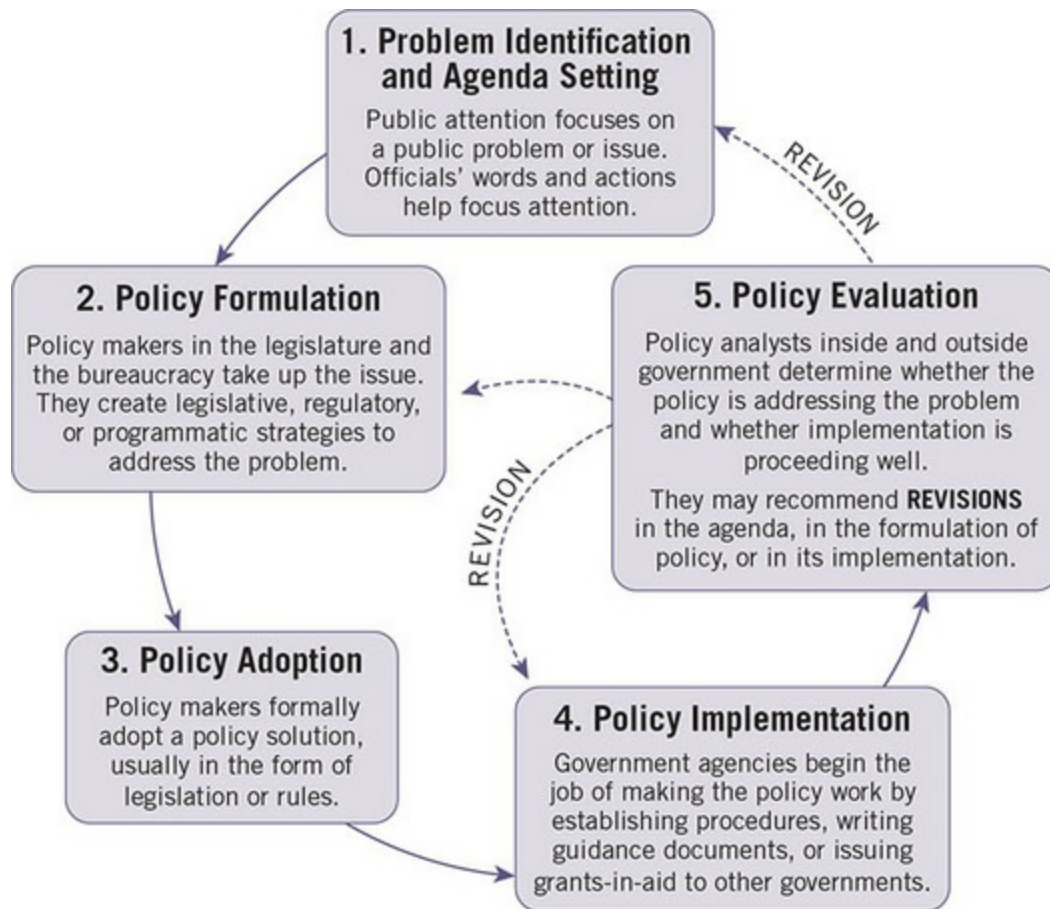 1. Problem Identification
and Agenda Setting
Public attention focuses on
a public problem or issue.
Officials' words and actions
help focus attention.
REVISION
2. Policy Formulation
Policy makers in the legislature and
the bureaucracy take up the issue.
They create legislative, regulatory,
or programmatic strategies to
address the problem.
5. Policy Evaluation
Policy analysts inside and outside
government determine whether the
policy is addressing the problem
and whether implementation is
proceeding well.
They may recommend REVISIONS
in the agenda, in the formulation of
policy, or in its implementation.
REVISION
3. Policy Adoption
Policy makers formally
adopt a policy solution,
usually in the form of
legislation or rules.
4. Policy Implementation
Government agencies begin the
job of making the policy work by
establishing procedures, writing
guidance documents, or issuing
grants-in-aid to other governments.